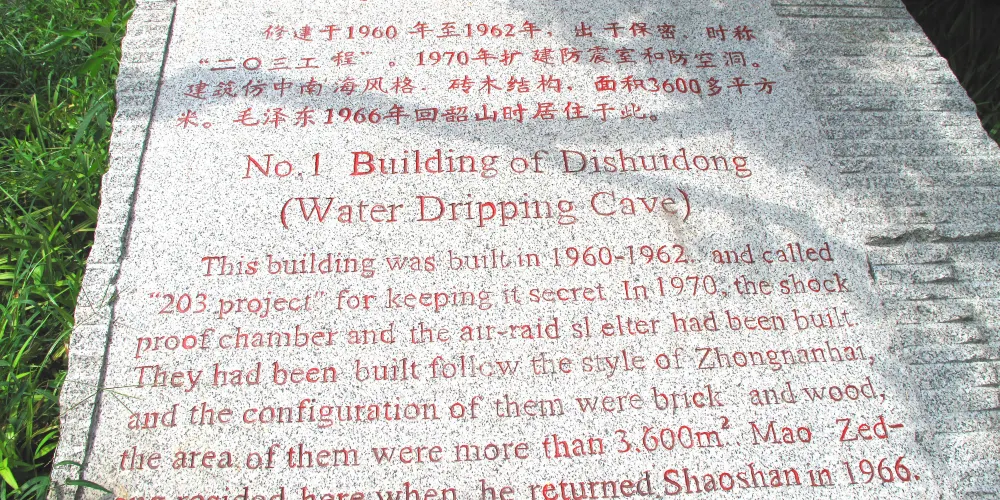 修建于1960年至1962年，出于保密，时称
“二〇三工程”。1970年扩建防震室和防空洞。
建筑仿中南海风格，砖木结构，面积3600多平方
米。毛泽东1966年回韶山时居住于此。
No.1 Building of Dishuidong
(Water Dripping Cave)
This building was built in 1960-1962. and called
“203 project” for keeping it secret In 1970, the shock
proof chamber and the air-raid sl elter had been built.
They had been built follow the style of Zhongnanhai,
and the configuration of them were brick and wood,
the area of them were more than 3,600m². Mao Zed-
resided here when he returned Shaoshan in 1966.